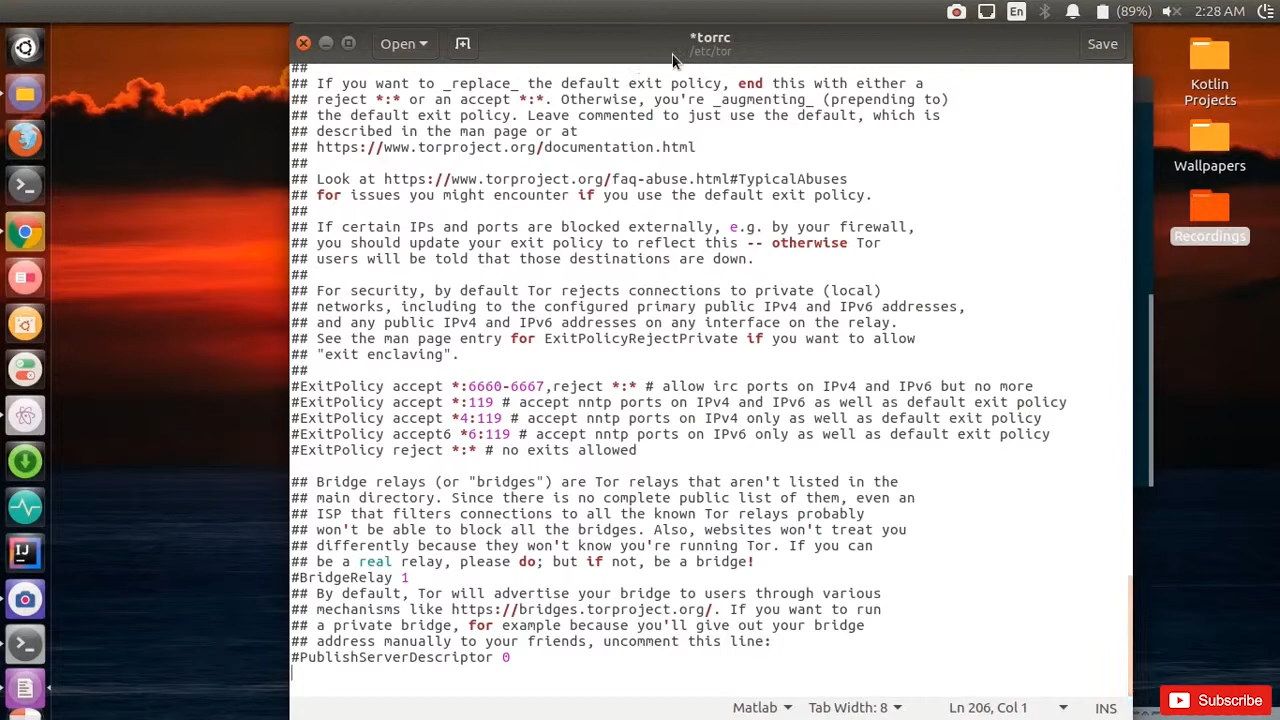 En
(89%)
2:28 AM
Open
*torrc
/etc/tor
Save
##
## If you want to _replace_ the default exit policy, end this with either a
## reject *:* or an accept *:*. Otherwise, you're _augmenting_ (prepending to)
## the default exit policy. Leave commented to just use the default, which is
## described in the man page or at
## https://www.torproject.org/documentation.html
##
## Look at https://www.torproject.org/faq-abuse.html#TypicalAbuses
## for issues you might encounter if you use the default exit policy.
##
## If certain IPs and ports are blocked externally, e.g. by your firewall,
## you should update your exit policy to reflect this -- otherwise Tor
## users will be told that those destinations are down.
##
## For security, by default Tor rejects connections to private (local)
## networks, including to the configured primary public IPv4 and IPv6 addresses,
## and any public IPv4 and IPv6 addresses on any interface on the relay.
## See the man page entry for ExitPolicyRejectPrivate if you want to allow
## "exit enclaving".
##
#ExitPolicy accept *:6660-6667,reject *:* # allow irc ports on IPv4 and IPv6 but no more
#ExitPolicy accept *:119 # accept nntp ports on IPv4 and IPv6 as well as default exit policy
#ExitPolicy accept *4:119 # accept nntp ports on IPv4 only as well as default exit policy
#ExitPolicy accept6 *6:119 # accept nntp ports on IPv6 only as well as default exit policy
#ExitPolicy reject *:* # no exits allowed
## Bridge relays (or "bridges") are Tor relays that aren't listed in the
## main directory. Since there is no complete public list of them, even an
## ISP that filters connections to all the known Tor relays probably
## won't be able to block all the bridges. Also, websites won't treat you
## differently because they won't know you're running Tor. If you can
## be a real relay, please do; but if not, be a bridge!
#BridgeRelay 1
## By default, Tor will advertise your bridge to users through various
## mechanisms like https://bridges.torproject.org/. If you want to run
## a private bridge, for example because you'll give out your bridge
## address manually to your friends, uncomment this line:
#PublishServerDescriptor 0
Matlab
Tab Width: 8
Ln 206, Col 1
INS
Kotlin
Projects
Wallpapers
Recordings
Subscribe